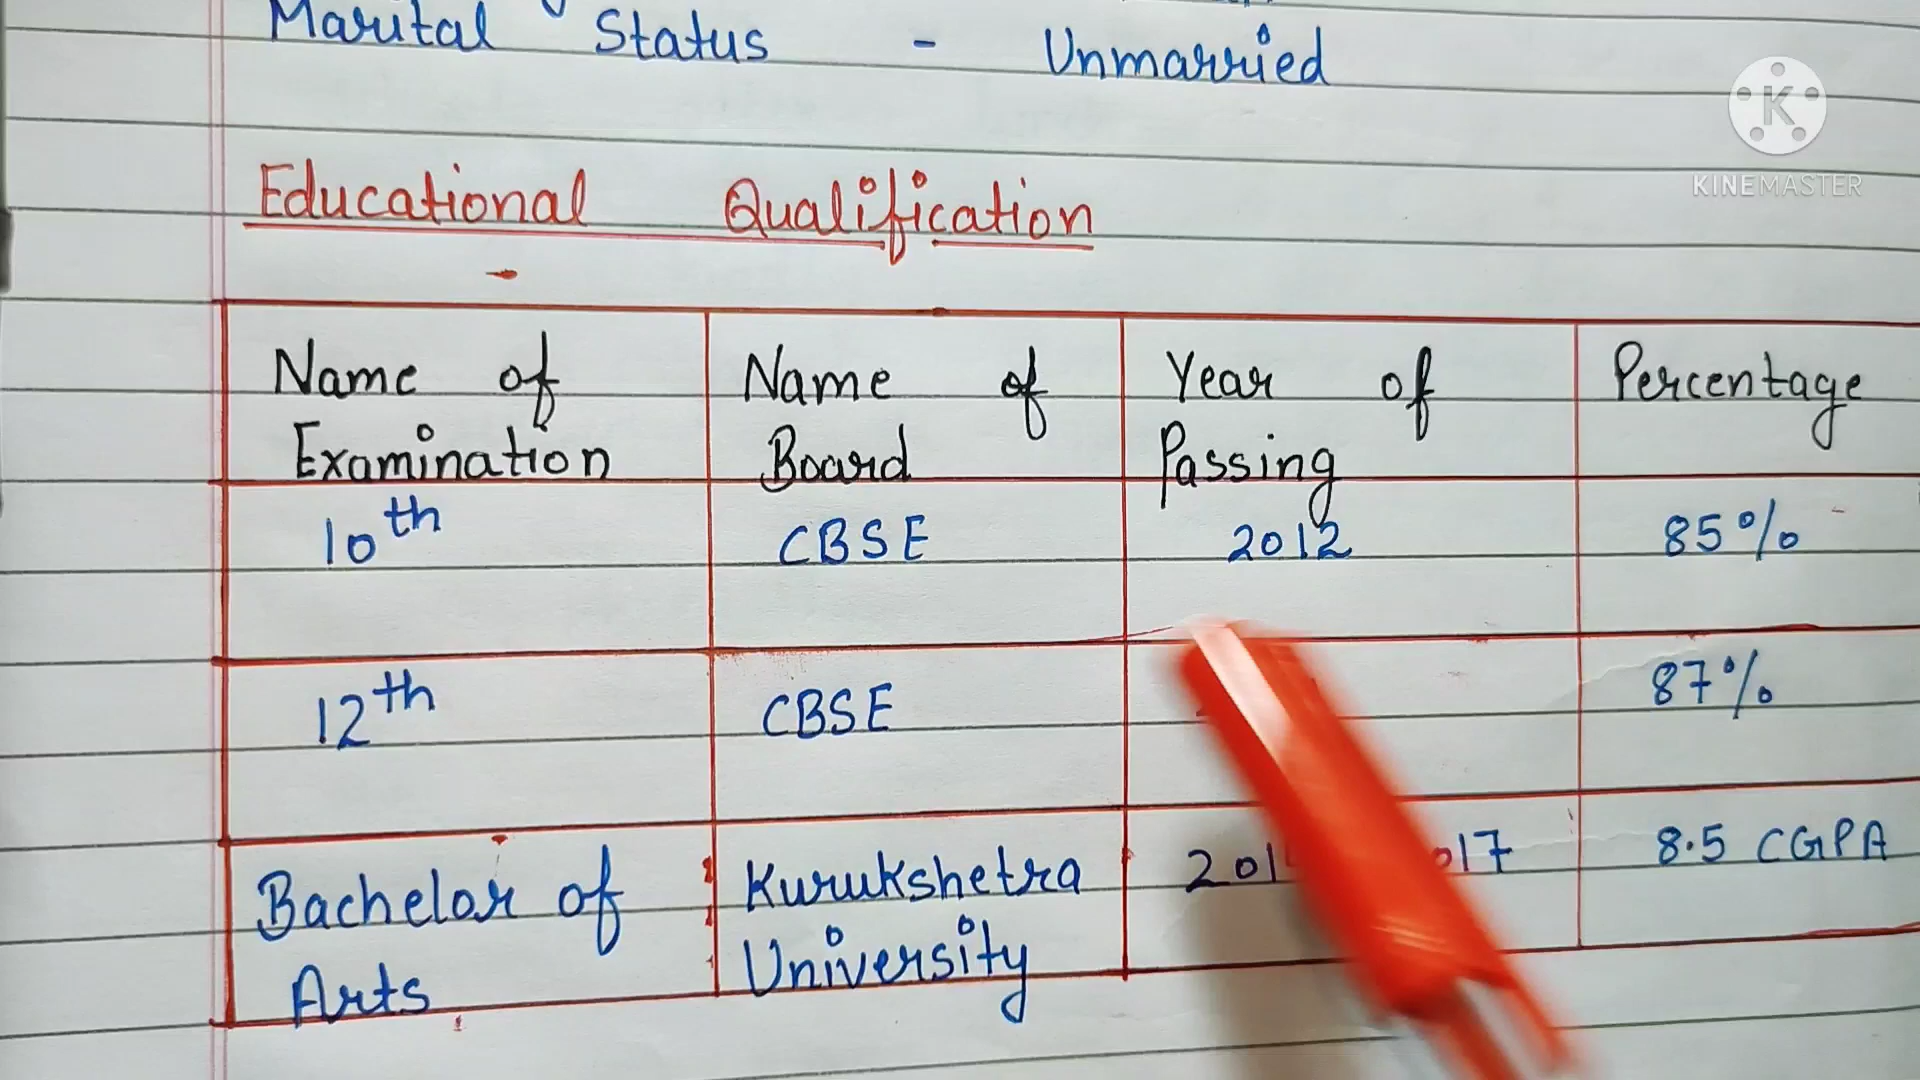 Marital Status - Unmarried
KINEMASTER
Educational Qualification
Name of Name of Year of Percentage
Examination Board Passing
10th CBSE 2012 85%
12th CBSE 87%
Bachelor of Kurukshetra 8.5 CGPA
Arts University